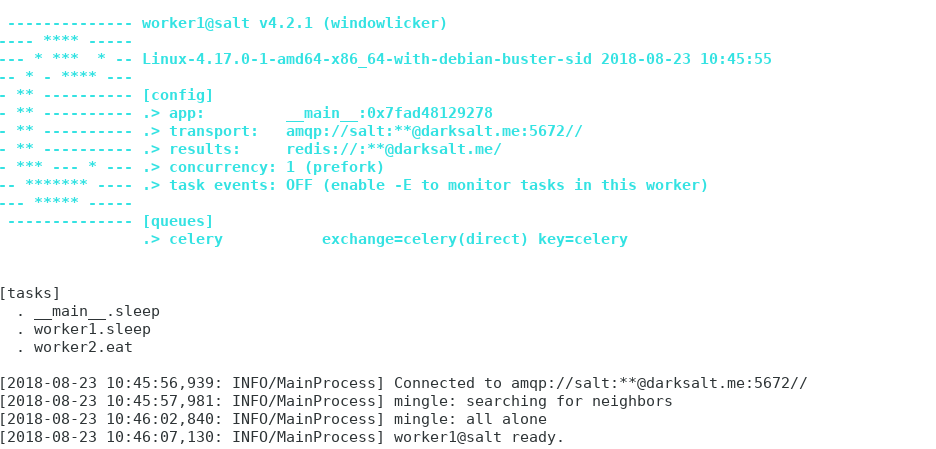 -------------- worker1@salt v4.2.1 (windowlicker)
---- **** -----
--- * ***  * -- Linux-4.17.0-1-amd64-x86_64-with-debian-buster-sid 2018-08-23 10:45:55
-- * - **** ---
- ** ---------- [config]
- ** ---------- .> app:         __main__:0x7fad48129278
- ** ---------- .> transport:   amqp://salt:**@darksalt.me:5672//
- ** ---------- .> results:     redis://:**@darksalt.me/
- *** --- * --- .> concurrency: 1 (prefork)
-- ******* ---- .> task events: OFF (enable -E to monitor tasks in this worker)
--- ***** -----
 -------------- [queues]
                .> celery           exchange=celery(direct) key=celery
[tasks]
  . __main__.sleep
  . worker1.sleep
  . worker2.eat
[2018-08-23 10:45:56,939: INFO/MainProcess] Connected to amqp://salt:**@darksalt.me:5672//
[2018-08-23 10:45:57,981: INFO/MainProcess] mingle: searching for neighbors
[2018-08-23 10:46:02,840: INFO/MainProcess] mingle: all alone
[2018-08-23 10:46:07,130: INFO/MainProcess] worker1@salt ready.